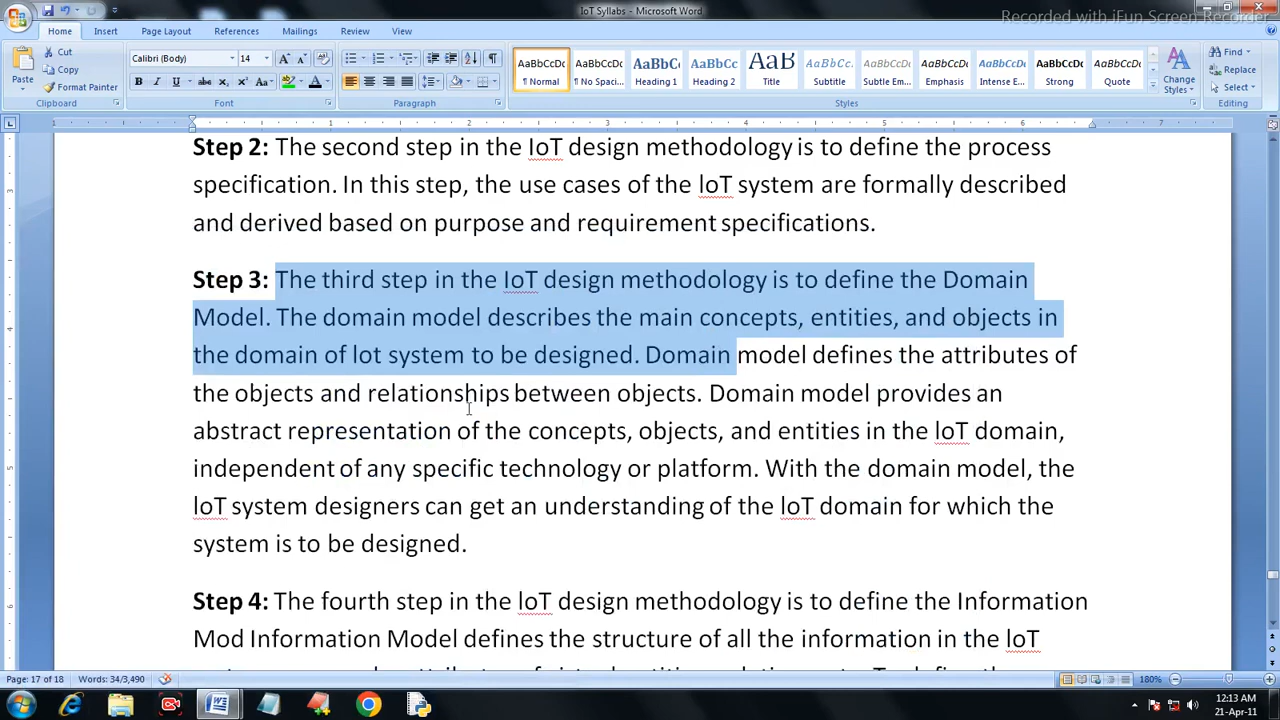 IoT Syllabs - Microsoft Word
Recorded with iFun Screen Recorder
Home Insert Page Layout References Mailings Review View
Cut
Copy
Format Painter
Paste
Clipboard
Calibri (Body) 14
Font
Paragraph
AaBbCcDc AaBbCcDc AaBbCc AaBbCc AaB AaBbCc. AaBbCcDc AaBbCcDc AaBbCcDc AaBbCcDc AaBbCcDc
¶ Normal ¶ No Spaci... Heading 1 Heading 2 Title Subtitle Subtle Em... Emphasis Intense E... Strong Quote
Styles
Change Styles
Find
Replace
Select
Editing
Step 2: The second step in the IoT design methodology is to define the process
specification. In this step, the use cases of the loT system are formally described
and derived based on purpose and requirement specifications.
Step 3: The third step in the IoT design methodology is to define the Domain
Model. The domain model describes the main concepts, entities, and objects in
the domain of lot system to be designed. Domain model defines the attributes of
the objects and relationships between objects. Domain model provides an
abstract representation of the concepts, objects, and entities in the loT domain,
independent of any specific technology or platform. With the domain model, the
loT system designers can get an understanding of the loT domain for which the
system is to be designed.
Step 4: The fourth step in the loT design methodology is to define the Information
Mod Information Model defines the structure of all the information in the loT
Page: 17 of 18 Words: 34/3,490
180%
12:13 AM
21-Apr-11